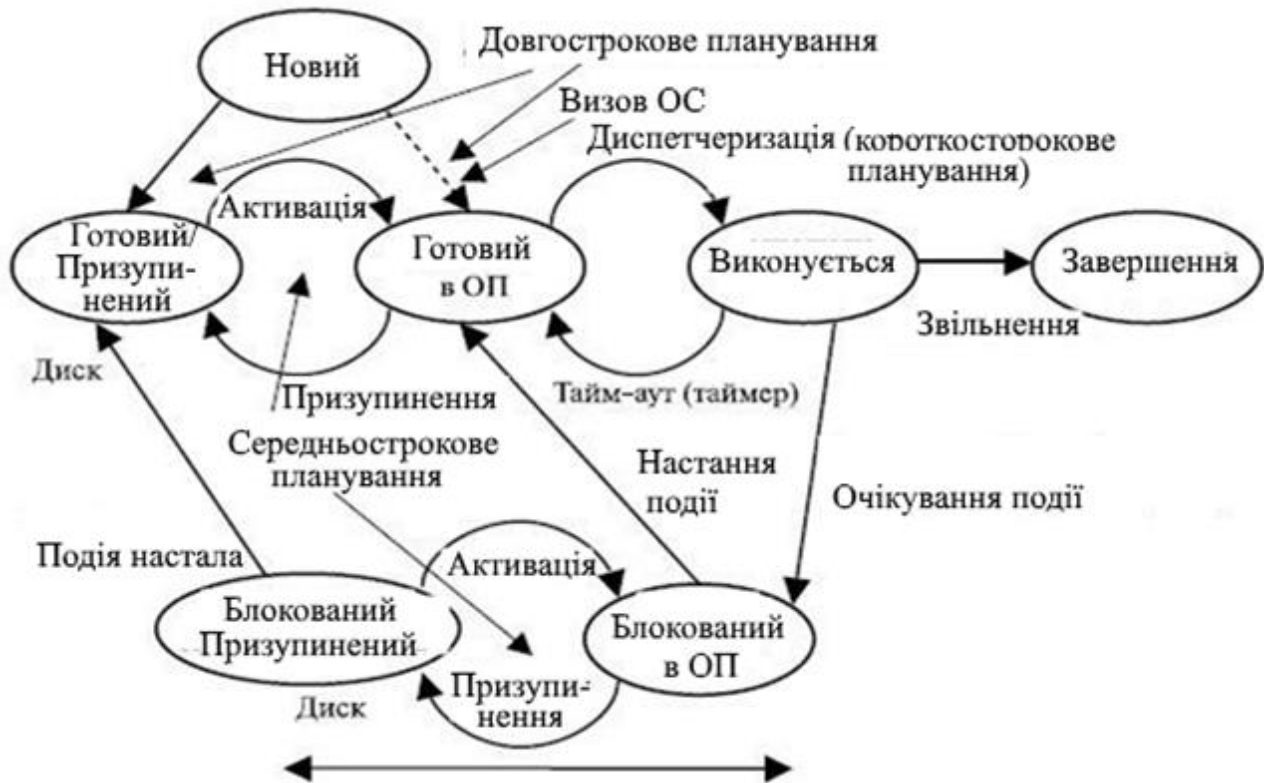 Новий
Довгострокове планування
Визов ОС
Диспетчеризація (короткосторокове
планування)
Активація
Готовий/
Призупи-
нений
Готовий
в ОП
Виконується
Завершення
Звільнення
Диск
Призупинення
Тайм-аут (таймер)
Середньострокове
планування
Настання
події
Очікування події
Подія настала
Активація
Блокований
Призупинений
Блокований
в ОП
Призупи-
нення
Диск